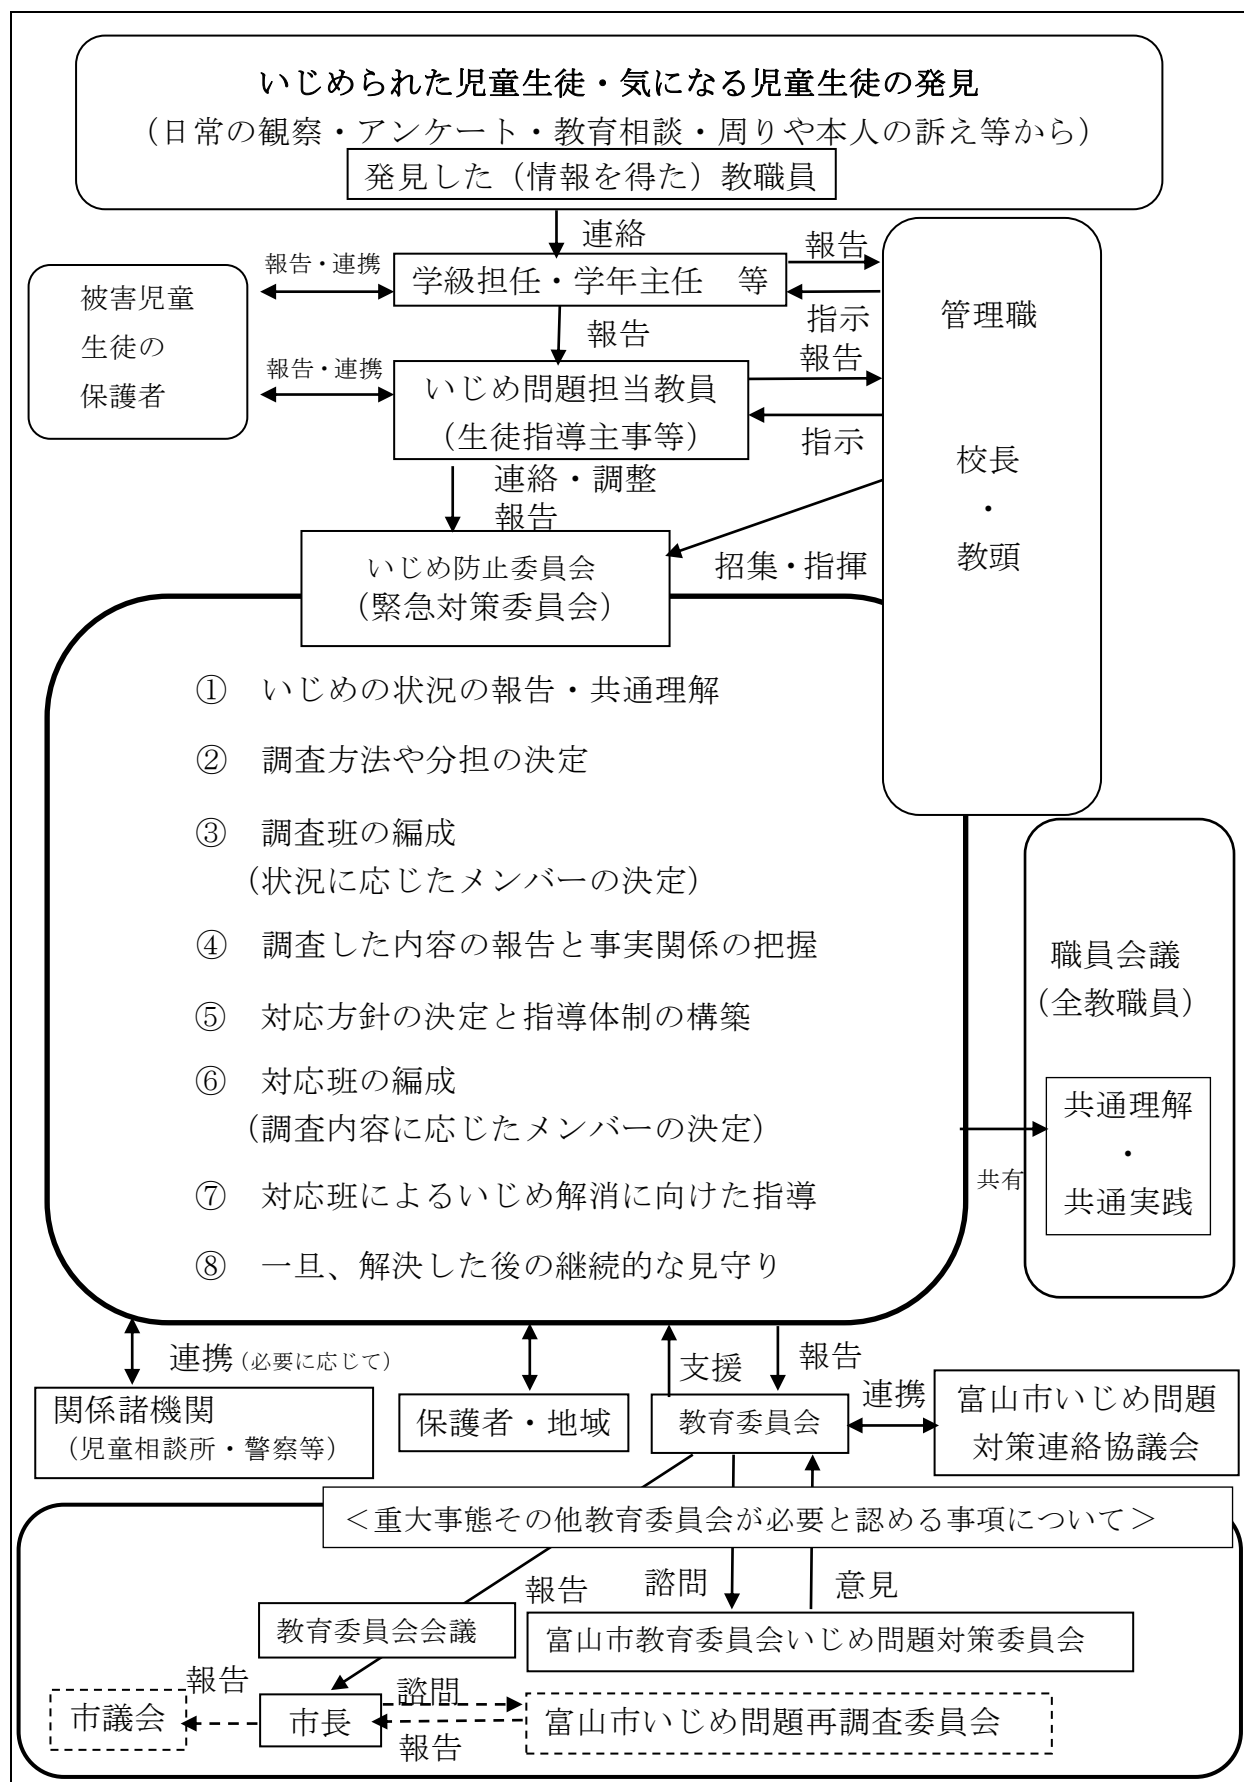 いじめられた児童生徒・気になる児童生徒の発見
（日常の観察・アンケート・教育相談・周りや本人の訴え等から）
発見した（情報を得た）教職員
連絡
報告
報告・連携
学級担任・学年主任　等
指示
被害児童
生徒の
保護者
管理職
報告
報告
報告・連携
いじめ問題担当教員
（生徒指導主事等）
指示
校長
・
教頭
連絡・調整
報告
招集・指揮
いじめ防止委員会
（緊急対策委員会）
①　いじめの状況の報告・共通理解
②　調査方法や分担の決定
③　調査班の編成
（状況に応じたメンバーの決定）
④　調査した内容の報告と事実関係の把握
⑤　対応方針の決定と指導体制の構築
⑥　対応班の編成
（調査内容に応じたメンバーの決定）
⑦　対応班によるいじめ解消に向けた指導
⑧　一旦、解決した後の継続的な見守り
職員会議
（全教職員）
共通理解
・
共通実践
共有
連携（必要に応じて）
支援
報告
連携
関係諸機関
（児童相談所・警察等）
保護者・地域
教育委員会
富山市いじめ問題
対策連絡協議会
＜重大事態その他教育委員会が必要と認める事項について＞
報告
諮問
意見
教育委員会会議
富山市教育委員会いじめ問題対策委員会
報告
諮問
市議会
市長
富山市いじめ問題再調査委員会
報告